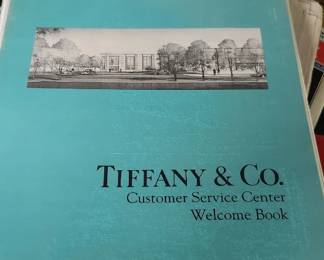 TIFFANY & CO.
Customer Service Center
Welcome Book